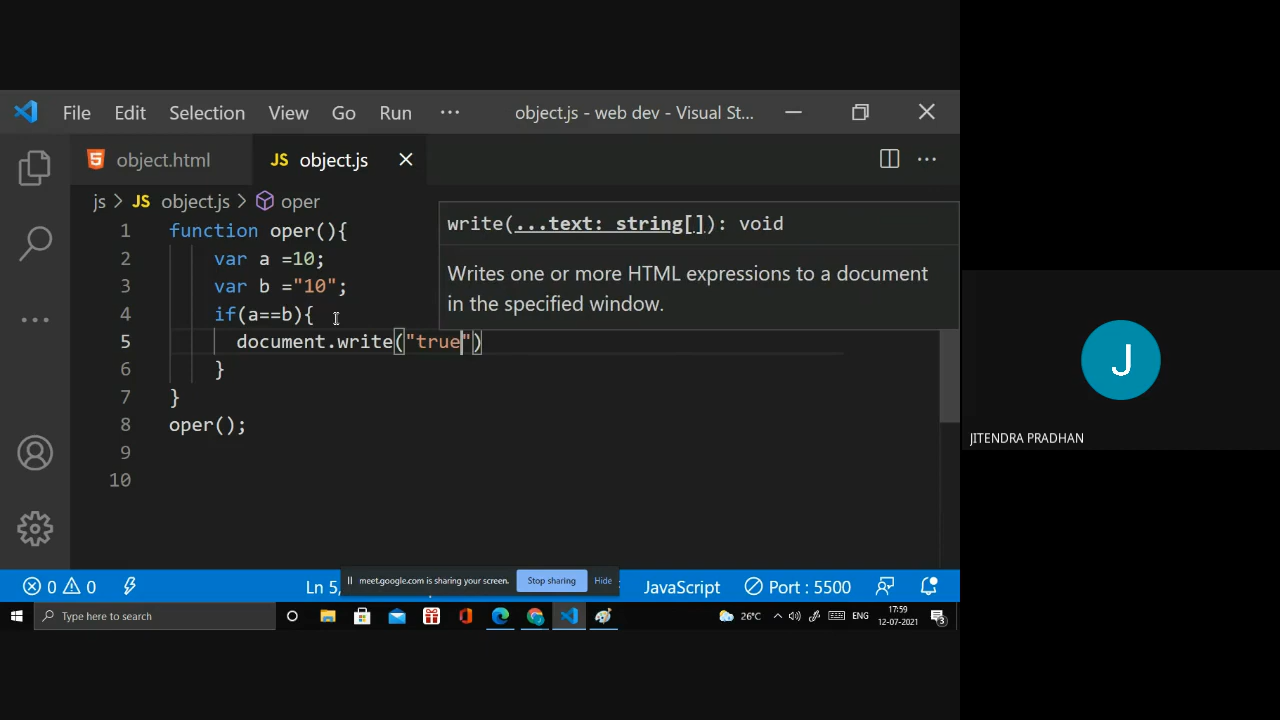 File Edit Selection View Go Run ··· object.js - web dev - Visual St...
object.html JS object.js
js > JS object.js > oper
write(...text: string[]): void
Writes one or more HTML expressions to a document
in the specified window.
1 function oper(){
2 var a =10;
3 var b ="10";
4 if(a==b){
5 document.write("true")
6 }
7 }
8 oper();
9
10
J
JITENDRA PRADHAN
0 0 Ln 5, JavaScript Port : 5500
meet.google.com is sharing your screen. Stop sharing Hide
Type here to search 26°C ENG 17:59
12-07-2021 3